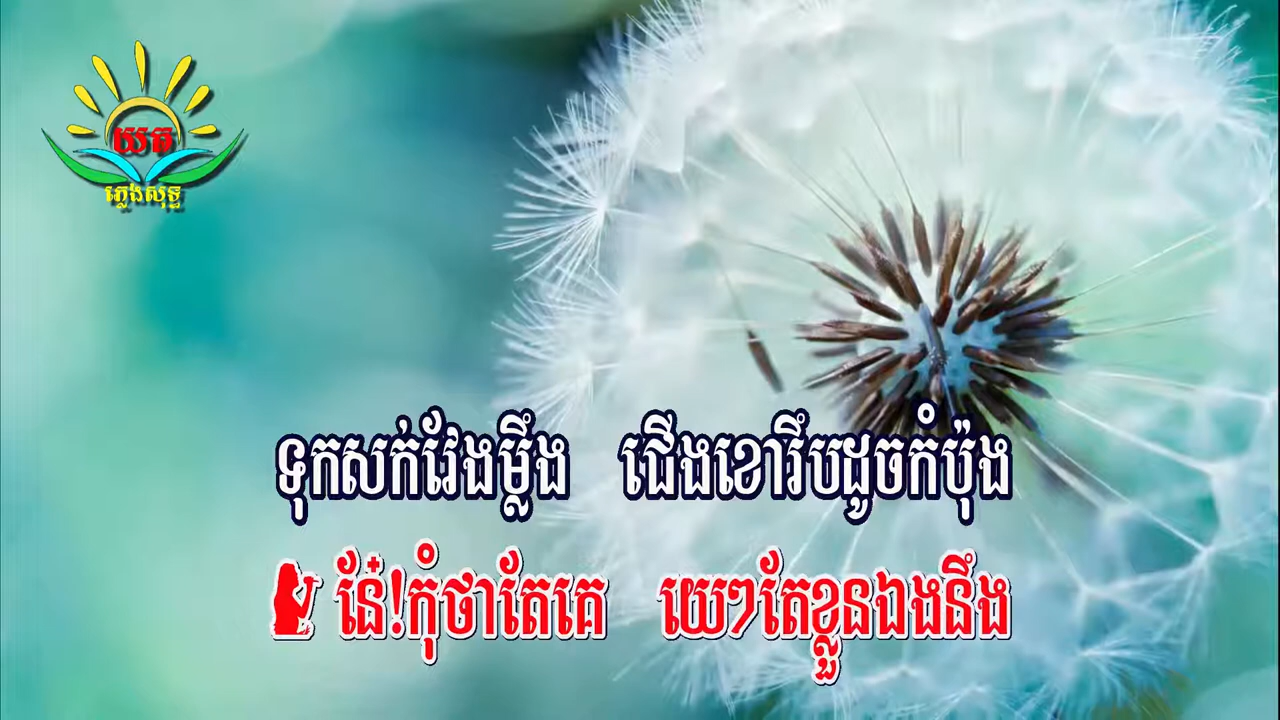 យត
ភ្លេងសុទ្ធ
ទុកសក់វែងម្លឹង ជើងខោរឹបដូចកំប៉ុង
ន៎ែ!កុំថាតែគេ យេៗតែខ្លួនឯងនឹង